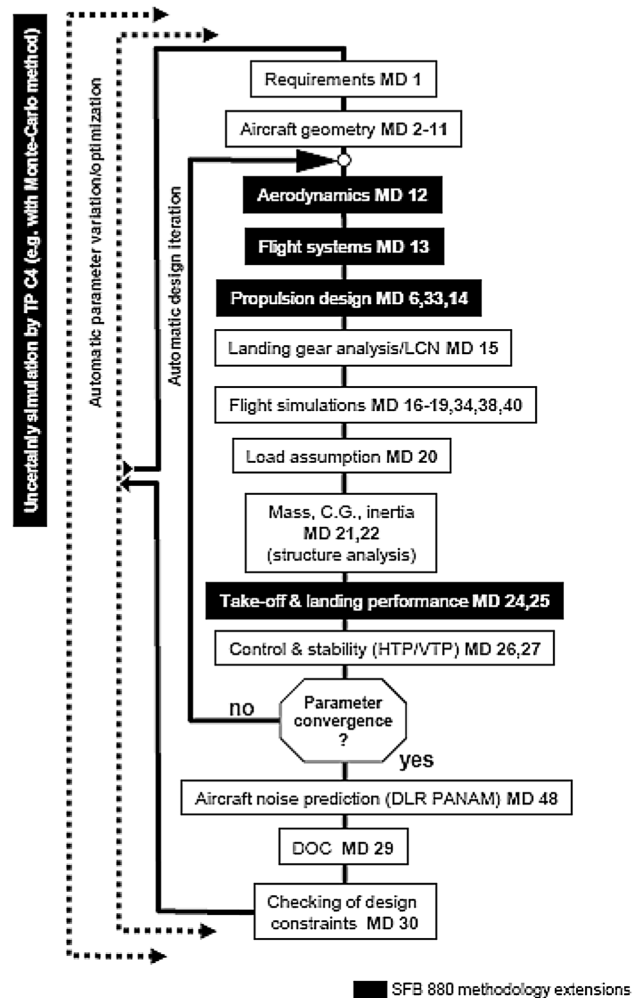 Uncertainly simulation by TP C4 (e.g. with Monte-Carlo method)
Automatic parameter variation/optimization
Automatic design iteration
Requirements MD 1
Aircraft geometry MD 2-11
Aerodynamics MD 12
Flight systems MD 13
Propulsion design MD 6,33,14
Landing gear analysis/LCN MD 15
Flight simulations MD 16-19,34,38,40
Load assumption MD 20
Mass, C.G., inertia
MD 21,22
(structure analysis)
Take-off & landing performance MD 24,25
Control & stability (HTP/VTP) MD 26,27
Parameter
convergence
?
no
yes
Aircraft noise prediction (DLR PANAM) MD 48
DOC MD 29
Checking of design
constraints MD 30
SFB 880 methodology extensions